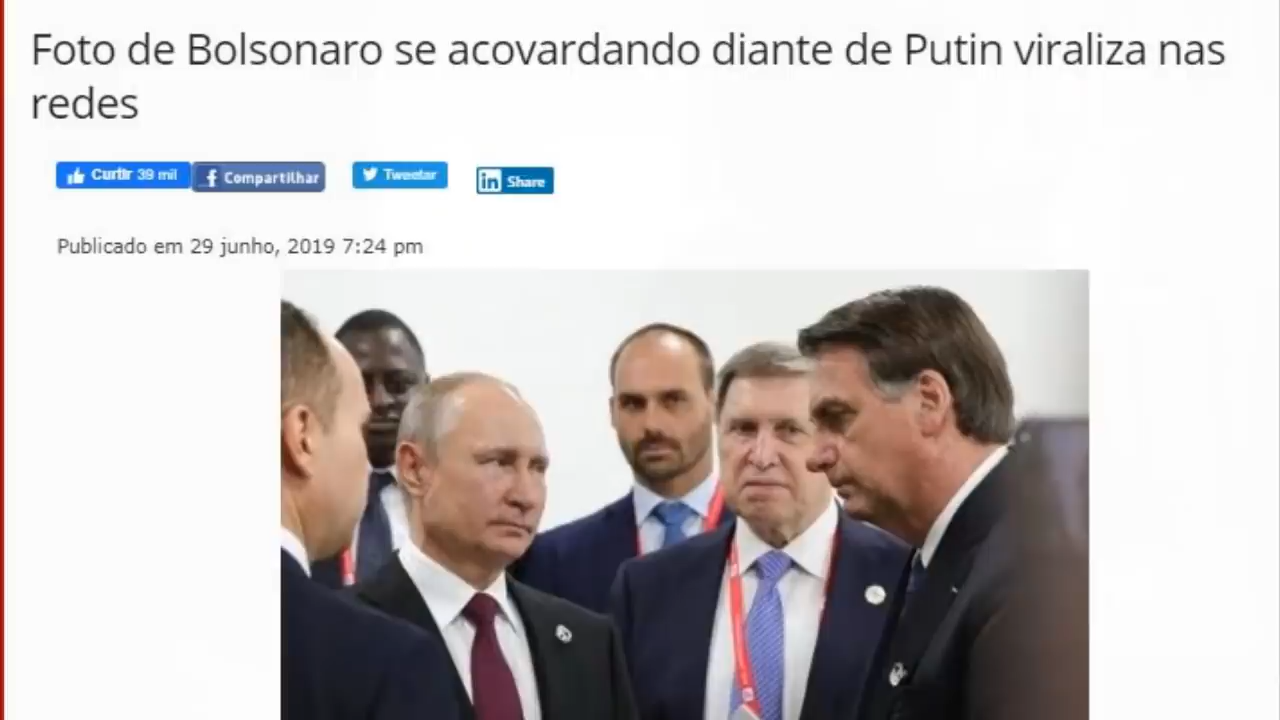 Foto de Bolsonaro se acovardando diante de Putin viraliza nas
redes
Curtir 39 mil
Compartilhar
Tweetar
in Share
Publicado em 29 junho, 2019 7:24 pm